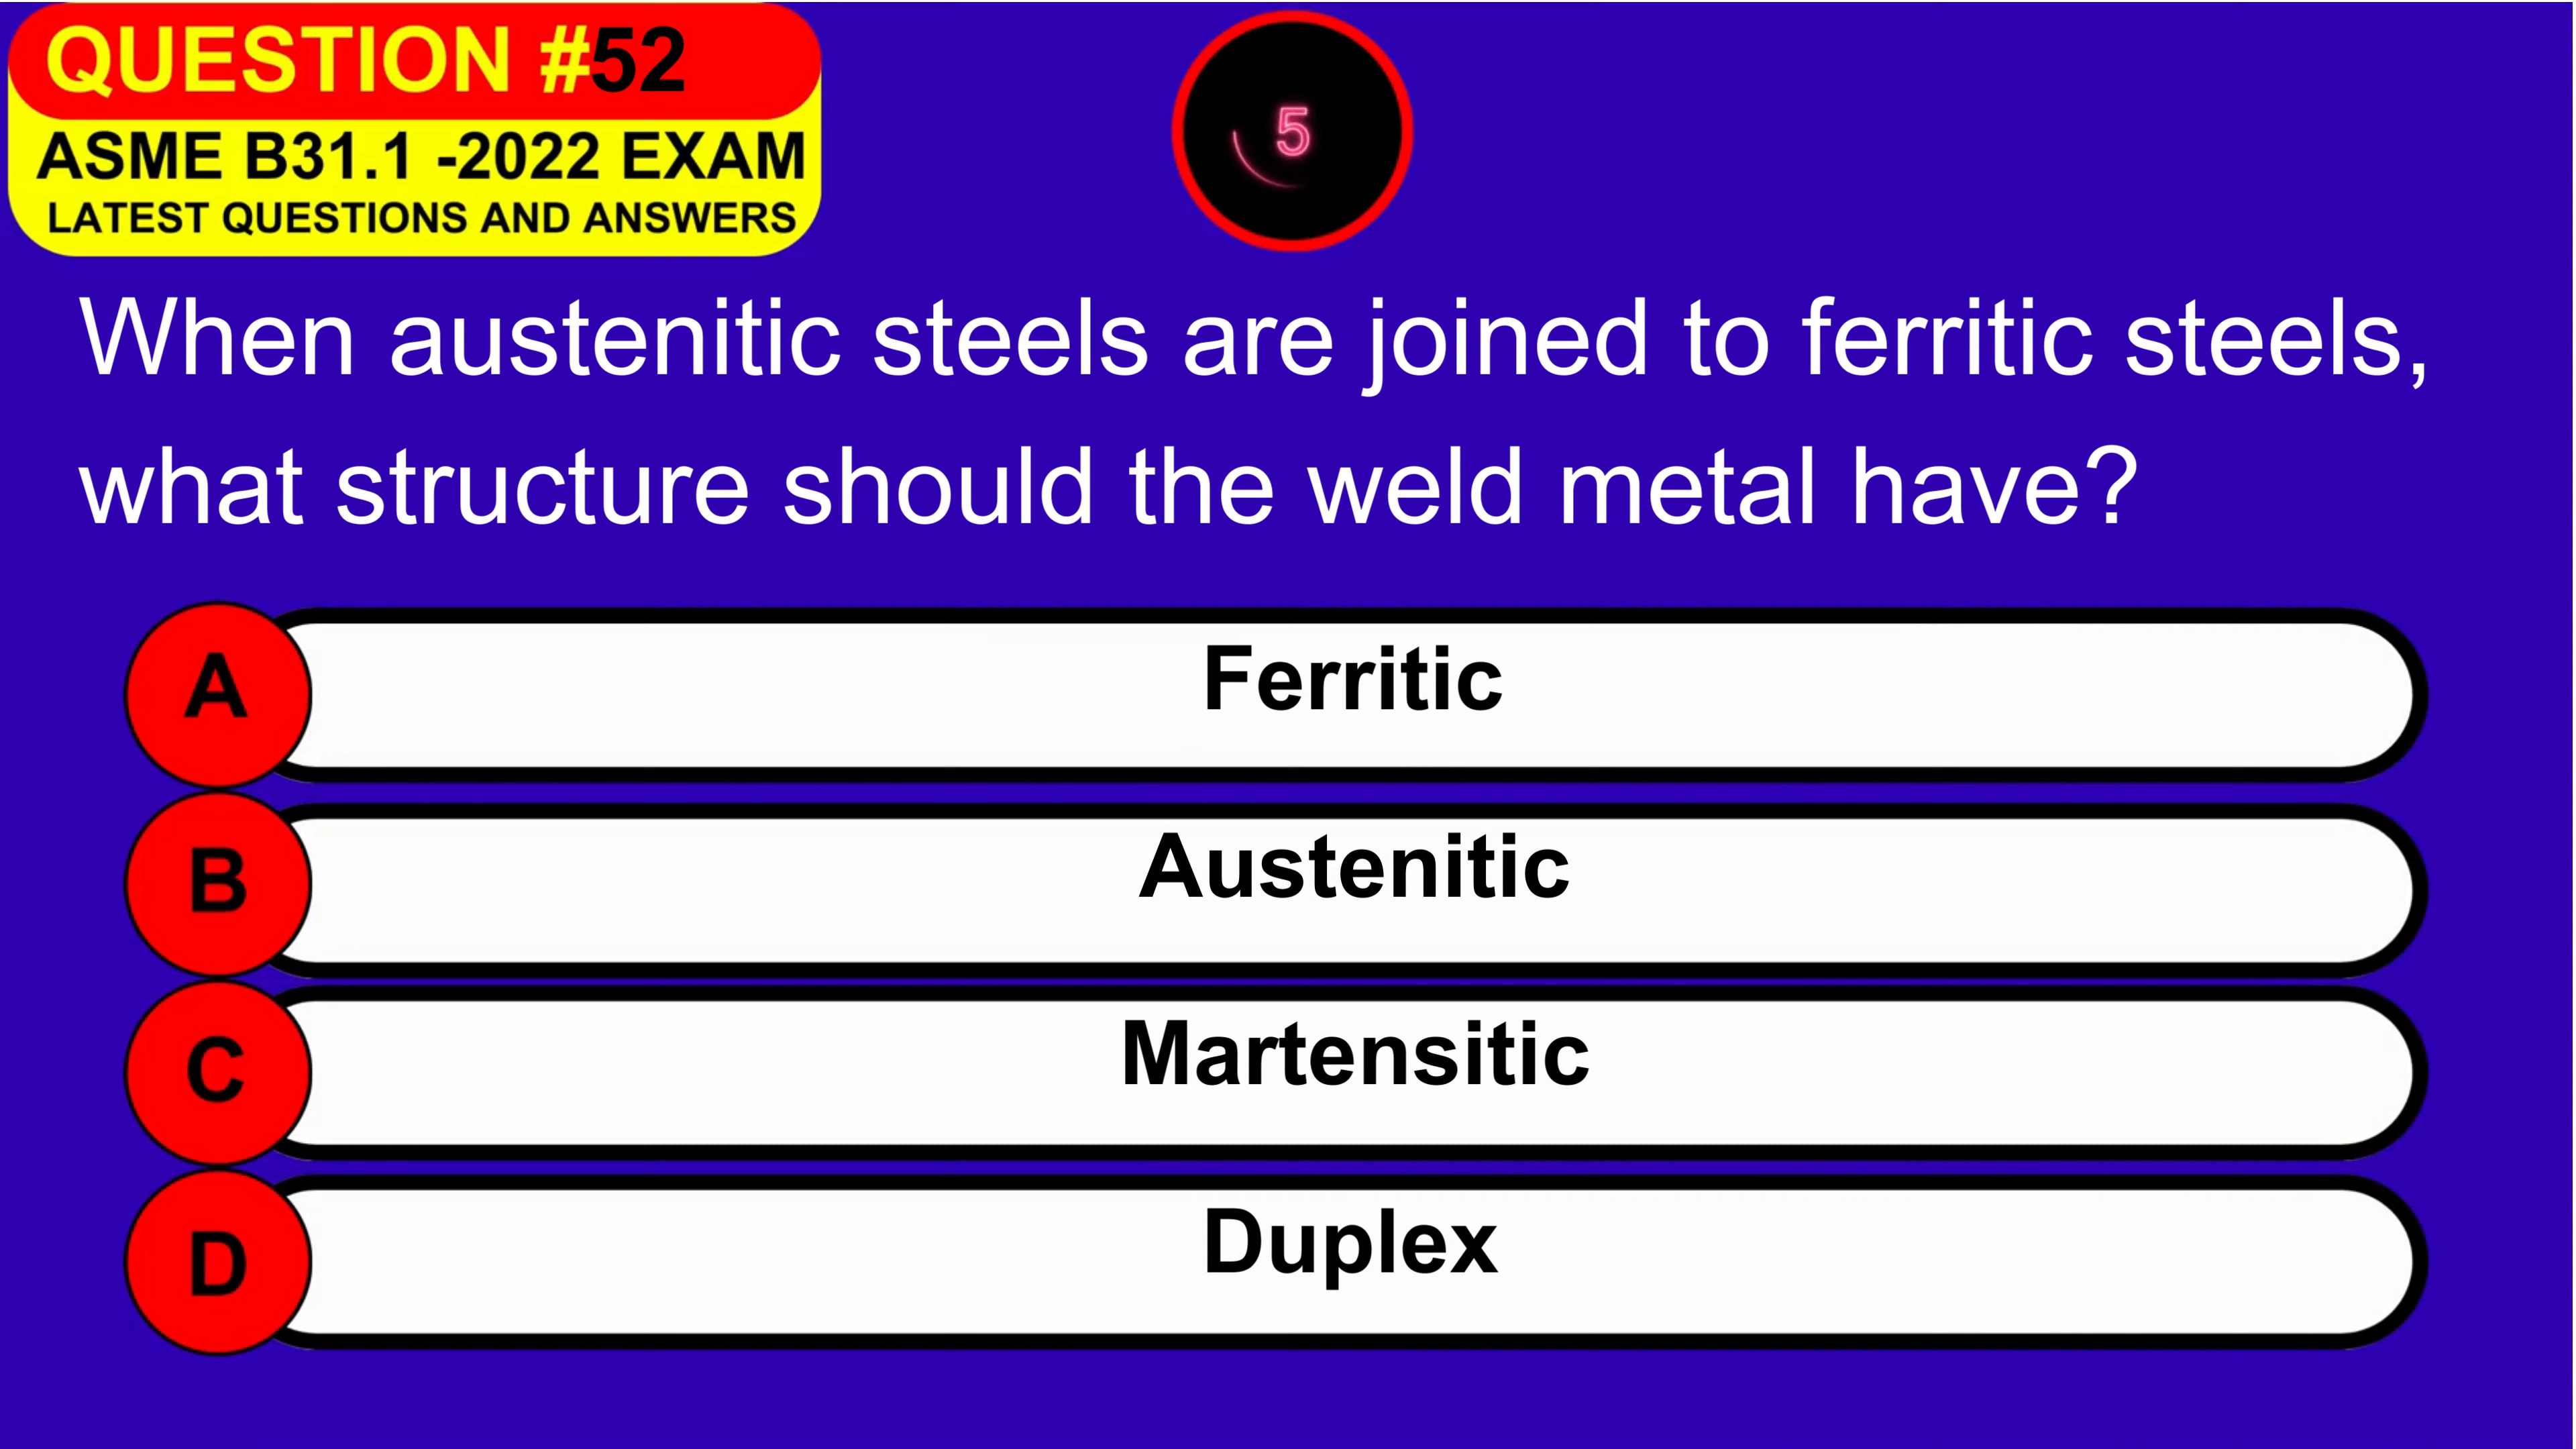 QUESTION #52
ASME B31.1 -2022 EXAM
LATEST QUESTIONS AND ANSWERS
5
When austenitic steels are joined to ferritic steels,
what structure should the weld metal have?
A Ferritic
B Austenitic
C Martensitic
D Duplex